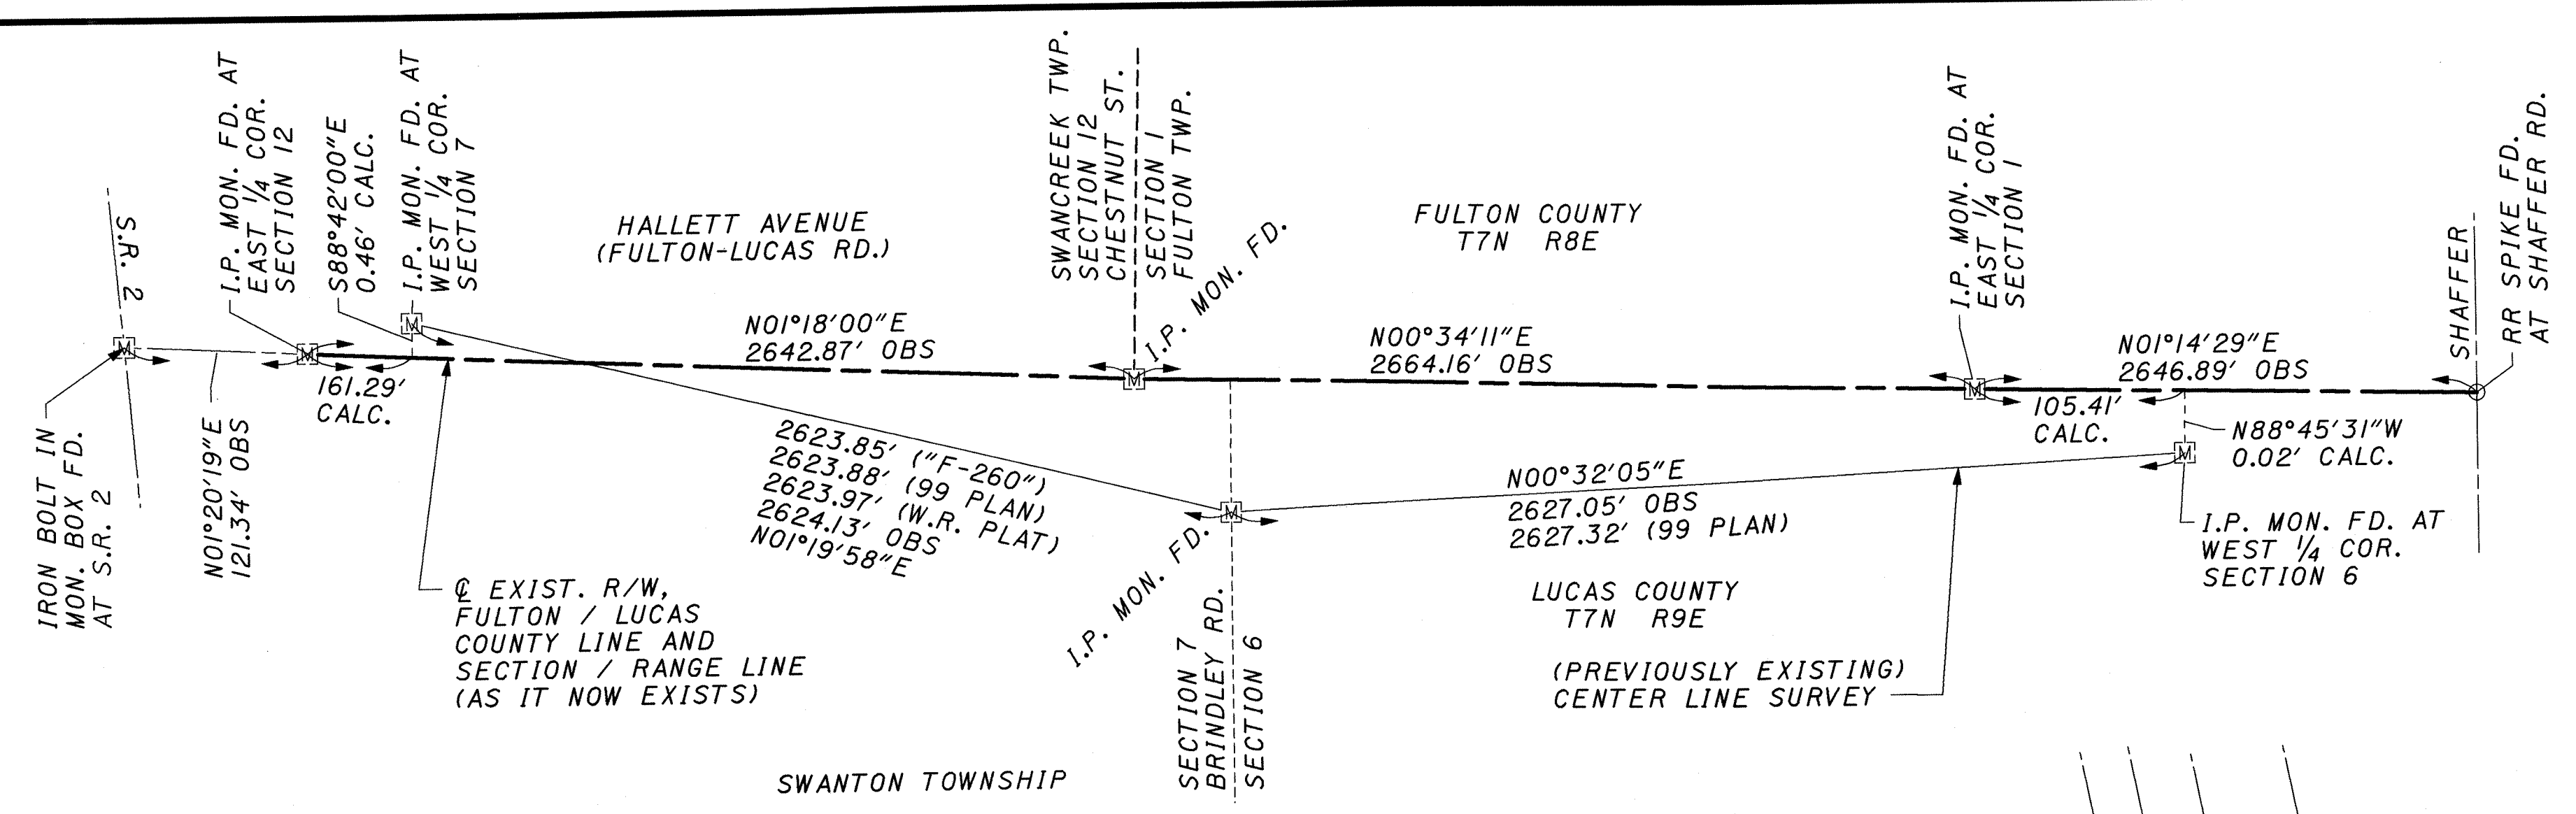 S.R. 2
I.P. MON. FD. AT
EAST 1/4 COR.
SECTION 12
S88°42'00"E
0.46' CALC.
I.P. MON. FD. AT
WEST 1/4 COR.
SECTION 7
HALLETT AVENUE
(FULTON-LUCAS RD.)
SWANCREEK TWP.
SECTION 12
CHESTNUT ST.
SECTION 1
FULTON TWP.
I.P. MON. FD.
FULTON COUNTY
T7N R8E
I.P. MON. FD. AT
EAST 1/4 COR.
SECTION 1
SHAFFER
RR SPIKE FD.
AT SHAFFER RD.
M
M
M
M
M
M
M
N01°18'00"E
2642.87' OBS
N00°34'11"E
2664.16' OBS
N01°14'29"E
2646.89' OBS
161.29'
CALC.
105.41'
CALC.
N88°45'31"W
0.02' CALC.
IRON BOLT IN
MON. BOX FD.
AT S.R. 2
N01°20'19"E
121.34' OBS
2623.85' ("F-260")
2623.88' (99 PLAN)
2623.97' (W.R. PLAT)
2624.13' OBS
N01°19'58"E
I.P. MON. FD.
N00°32'05"E
2627.05' OBS
2627.32' (99 PLAN)
I.P. MON. FD. AT
WEST 1/4 COR.
SECTION 6
℄ EXIST. R/W,
FULTON / LUCAS
COUNTY LINE AND
SECTION / RANGE LINE
(AS IT NOW EXISTS)
LUCAS COUNTY
T7N R9E
SECTION 7
BRINDLEY RD.
SECTION 6
(PREVIOUSLY EXISTING)
CENTER LINE SURVEY
SWANTON TOWNSHIP